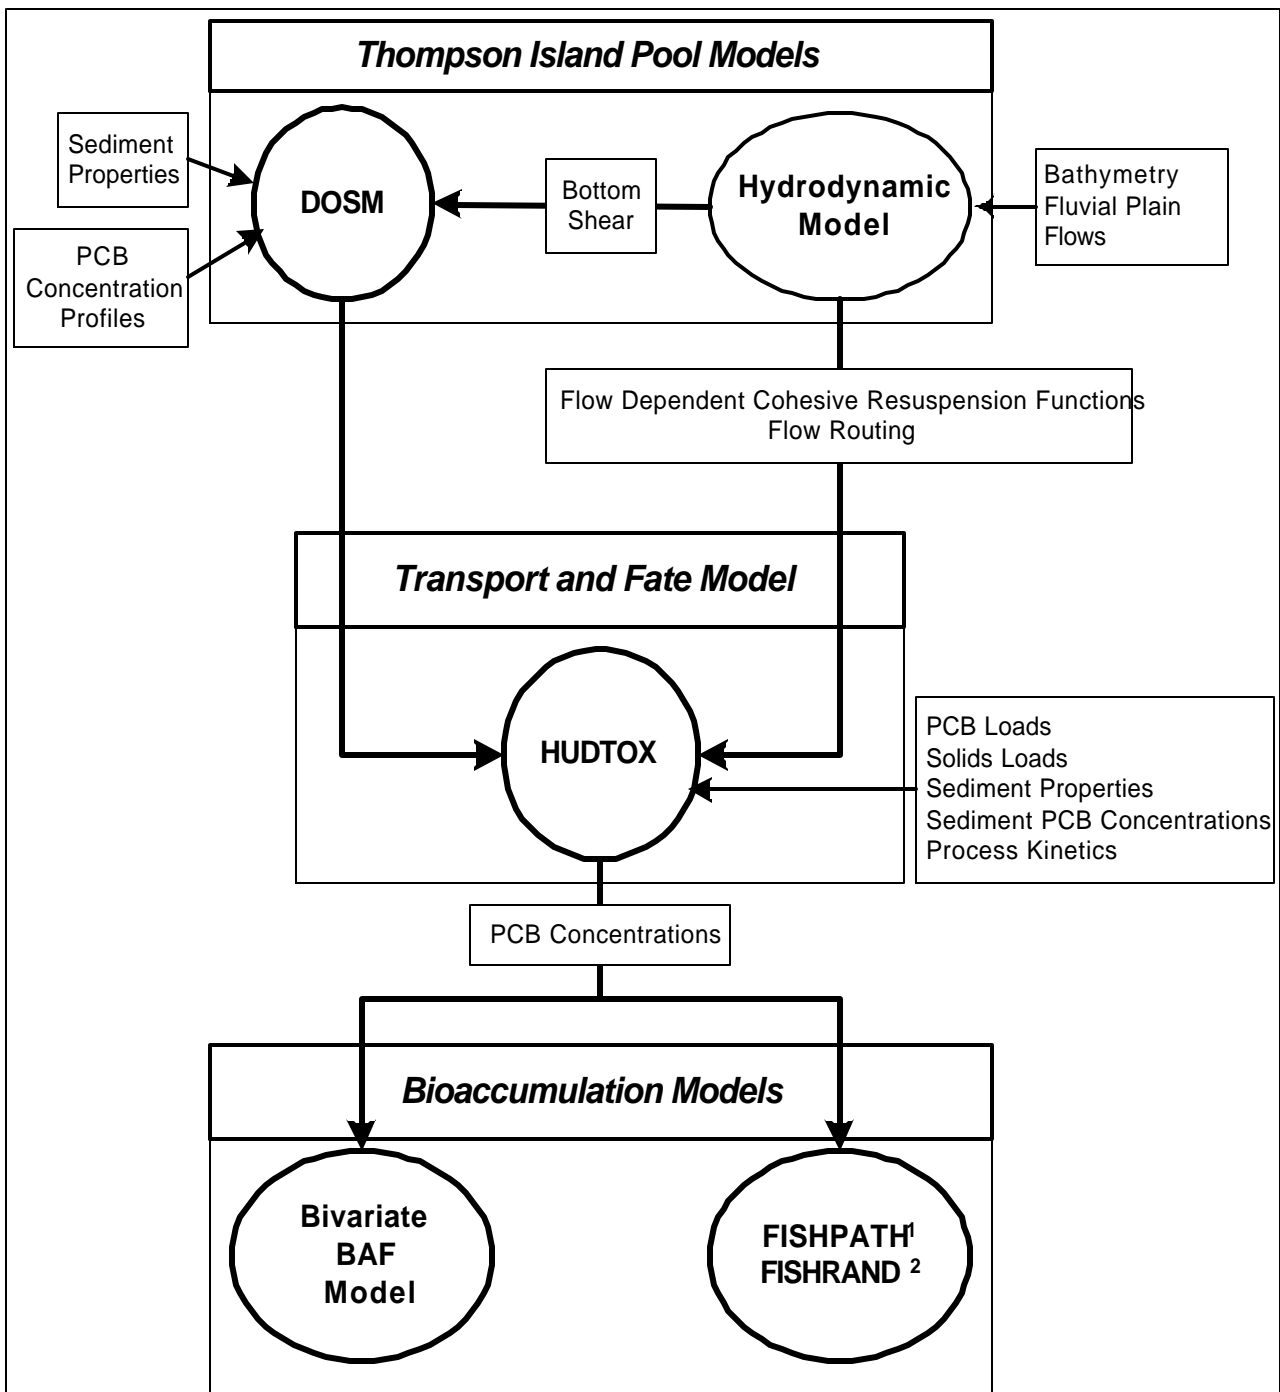 Thompson Island Pool Models
Sediment
Properties
DOSM
Bottom
Shear
Hydrodynamic
Model
Bathymetry
Fluvial Plain
Flows
PCB
Concentration
Profiles
Flow Dependent Cohesive Resuspension Functions
Flow Routing
Transport and Fate Model
HUDTOX
PCB Loads
Solids Loads
Sediment Properties
Sediment PCB Concentrations
Process Kinetics
PCB Concentrations
Bioaccumulation Models
Bivariate
BAF
Model
FISHPATH¹
FISHRAND ²